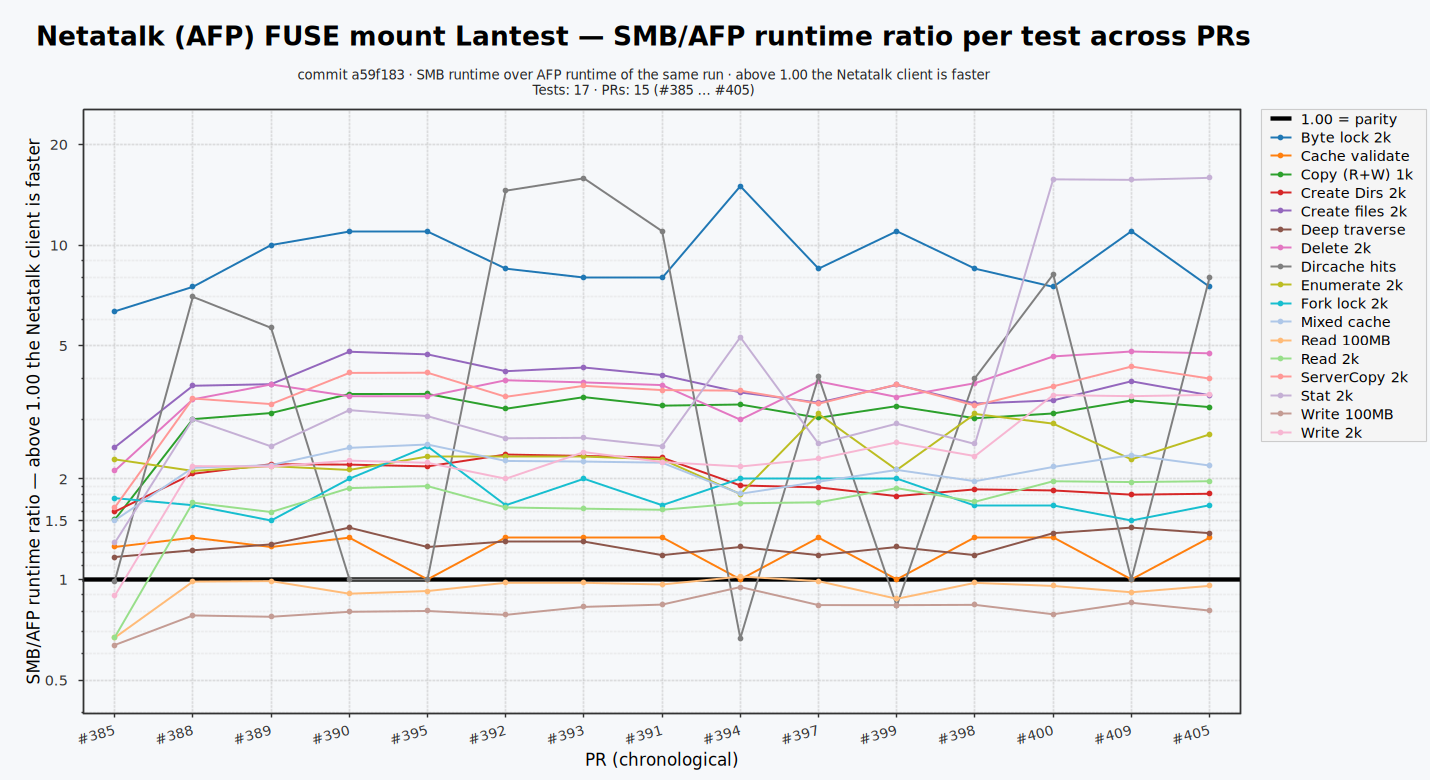 Netatalk (AFP) FUSE mount Lantest — SMB/AFP runtime ratio per test across PRs
commit a59f183 · SMB runtime over AFP runtime of the same run · above 1.00 the Netatalk client is faster
Tests: 17 · PRs: 15 (#385 … #405)
SMB/AFP runtime ratio — above 1.00 the Netatalk client is faster
20
10
5
2
1.5
1
0.5
#385
#388
#389
#390
#395
#392
#393
#391
#394
#397
#399
#398
#400
#409
#405
PR (chronological)
1.00 = parity
Byte lock 2k
Cache validate
Copy (R+W) 1k
Create Dirs 2k
Create files 2k
Deep traverse
Delete 2k
Dircache hits
Enumerate 2k
Fork lock 2k
Mixed cache
Read 100MB
Read 2k
ServerCopy 2k
Stat 2k
Write 100MB
Write 2k